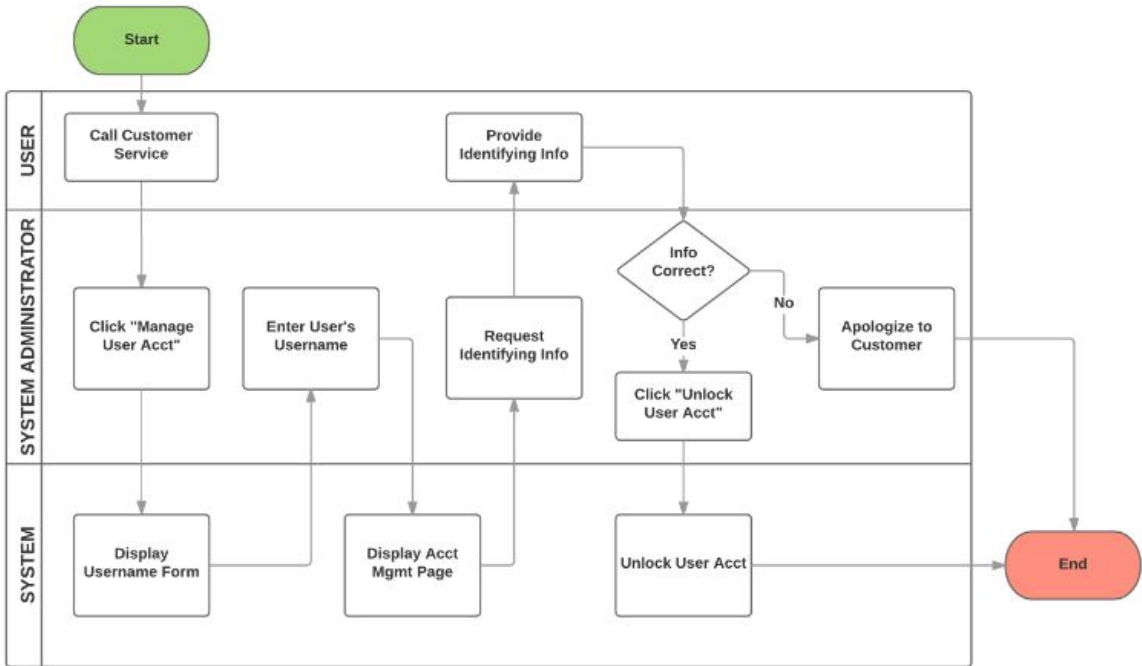 Start
USER
Call Customer
Service
Provide
Identifying Info
SYSTEM ADMINISTRATOR
Click "Manage
User Acct"
Enter User's
Username
Request
Identifying Info
Info
Correct?
No
Yes
Apologize to
Customer
Click "Unlock
User Acct"
SYSTEM
Display
Username Form
Display Acct
Mgmt Page
Unlock User Acct
End